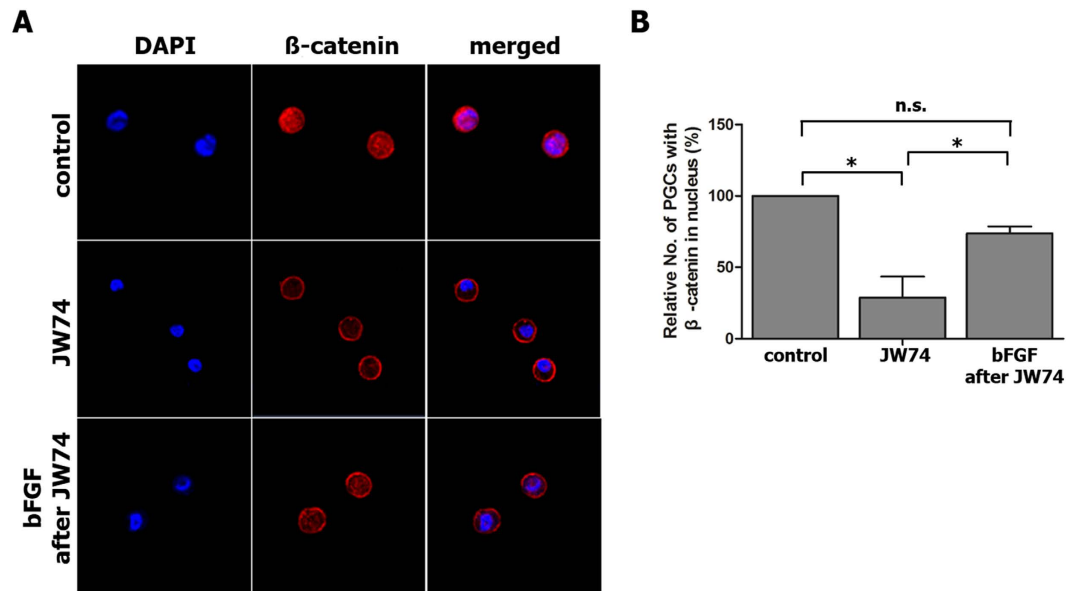 A
DAPI ß-catenin merged
control
JW74
bFGF
after JW74
B
n.s.
* *
Relative No. of PGCs with
β -catenin in nucleus (%)
150
100
50
0
control JW74 bFGF
after JW74